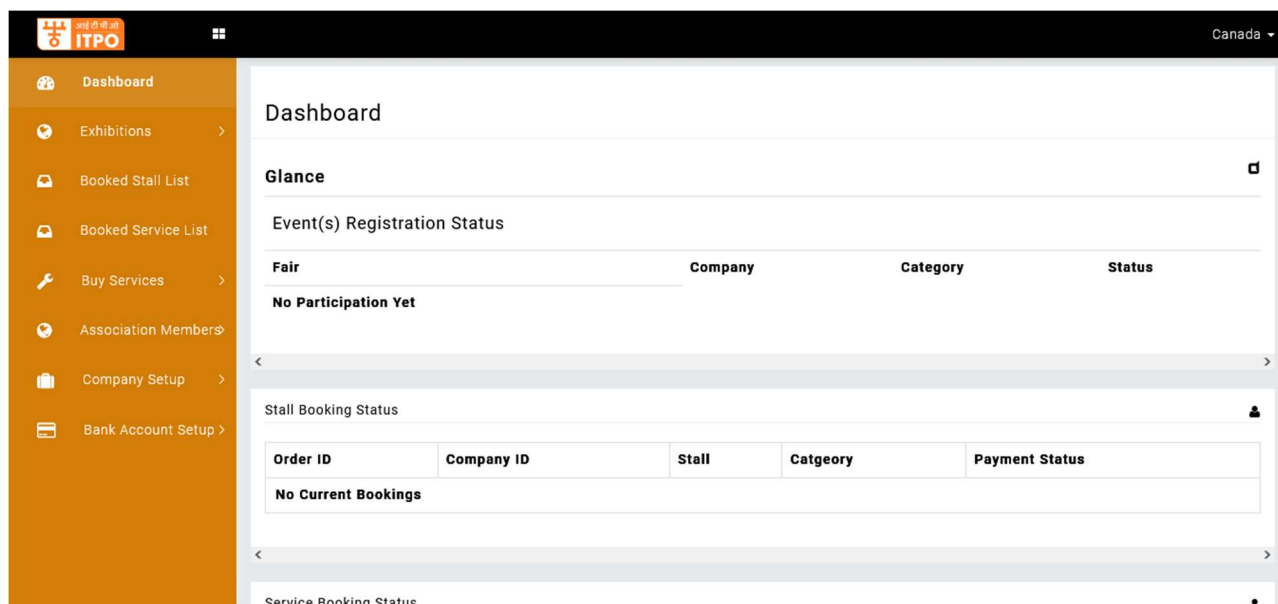 आई टी पी ओ
ITPO
Canada
Dashboard
Exhibitions
Booked Stall List
Booked Service List
Buy Services
Association Members
Company Setup
Bank Account Setup
Dashboard
Glance
Event(s) Registration Status
Fair Company Category Status
No Participation Yet
Stall Booking Status
Order ID Company ID Stall Catgeory Payment Status
No Current Bookings
Service Booking Status